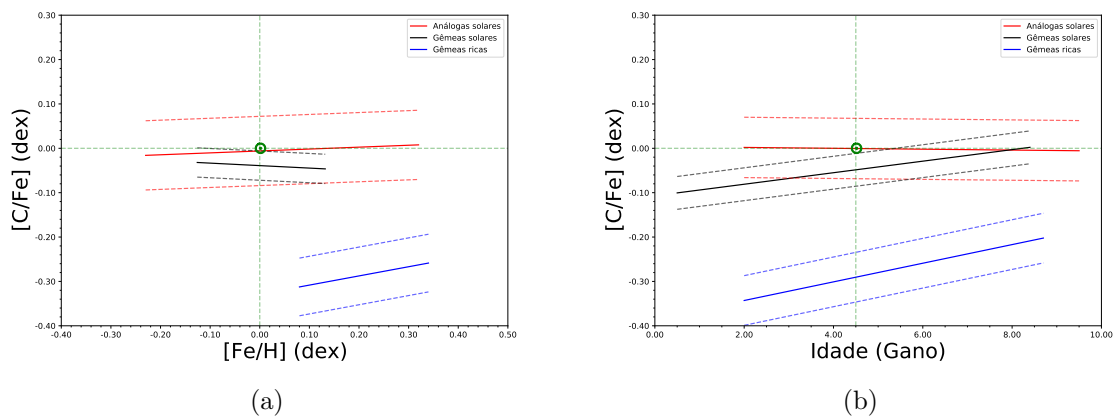 0.30
0.20
0.10
0.00
-0.10
-0.20
-0.30
-0.40
[C/Fe] (dex)
Análogas solares
Gêmeas solares
Gêmeas ricas
-0.40 -0.30 -0.20 -0.10 0.00 0.10 0.20 0.30 0.40 0.50
[Fe/H] (dex)
(a)
0.30
0.20
0.10
0.00
-0.10
-0.20
-0.30
-0.40
[C/Fe] (dex)
Análogas solares
Gêmeas solares
Gêmeas ricas
0.00 2.00 4.00 6.00 8.00 10.00
Idade (Gano)
(b)